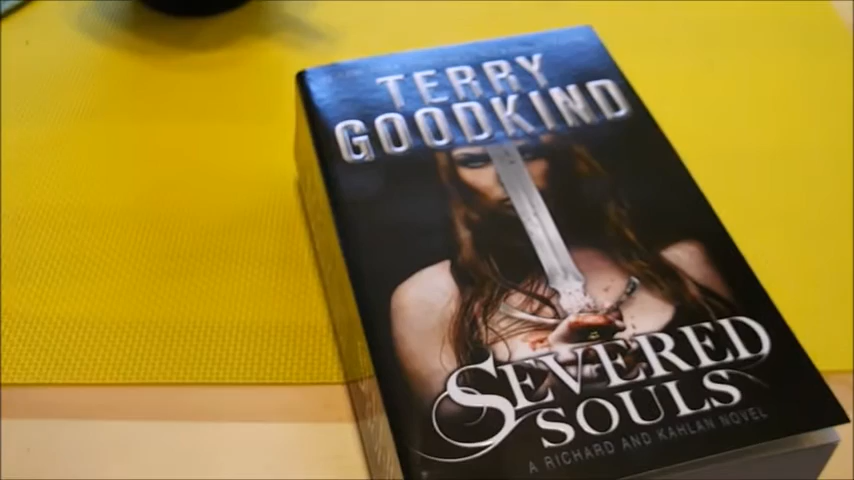 TERRY
GOODKIND
SEVERED
SOULS
A RICHARD AND KAHLAN NOVEL